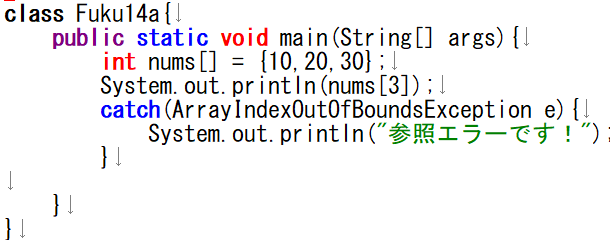 class Fuku14a{↓
    public static void main(String[] args){↓
        int nums[] = {10,20,30};↓
        System.out.println(nums[3]);↓
        catch(ArrayIndexOutOfBoundsException e){↓
            System.out.println("参照エラーです！");
        }↓
↓
    }↓
}↓